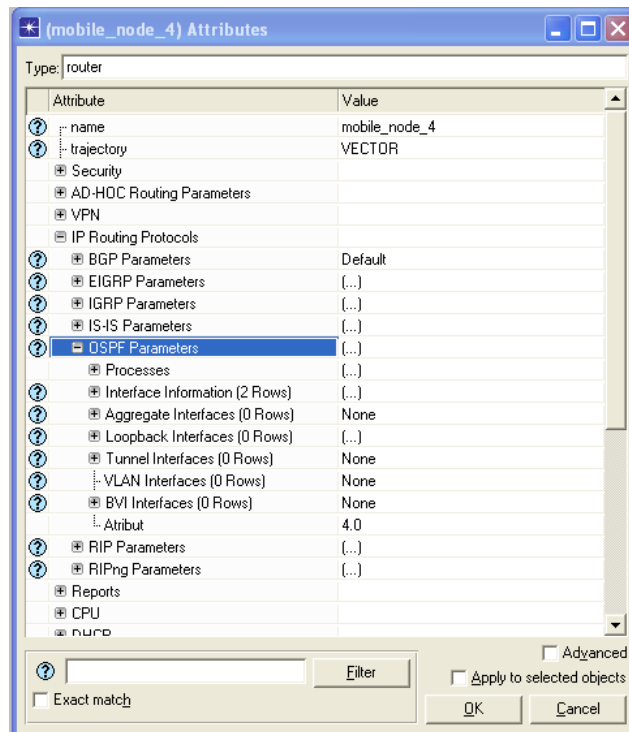 (mobile_node_4) Attributes
Type: router
Attribute Value
name mobile_node_4
trajectory VECTOR
Security
AD-HOC Routing Parameters
VPN
IP Routing Protocols
BGP Parameters Default
EIGRP Parameters (...)
IGRP Parameters (...)
IS-IS Parameters (...)
OSPF Parameters (...)
Processes (...)
Interface Information (2 Rows) (...)
Aggregate Interfaces (0 Rows) None
Loopback Interfaces (0 Rows) (...)
Tunnel Interfaces (0 Rows) None
VLAN Interfaces (0 Rows) None
BVI Interfaces (0 Rows) None
Atribut 4.0
RIP Parameters (...)
RIPng Parameters (...)
Reports
CPU
DHCP
Advanced
Filter
Apply to selected objects
Exact match
OK Cancel